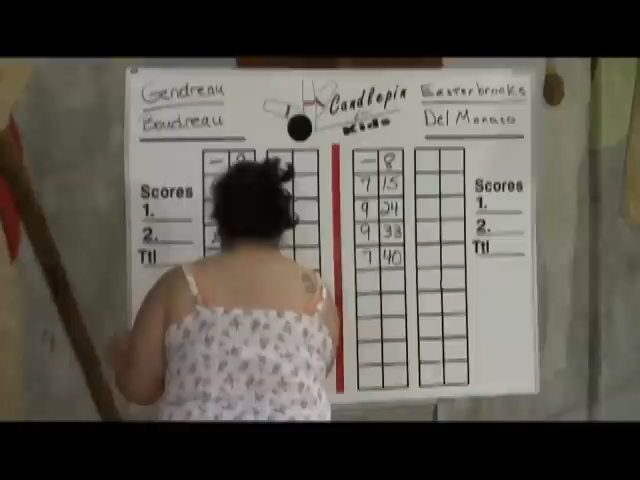 Gendreau
Boudreau
Candlepin
Kids
Easterbrooks
Del Monaco
Scores
1.
2.
Ttl
- 8
7 15
9 24
9 33
7 40
Scores
1.
2.
Ttl